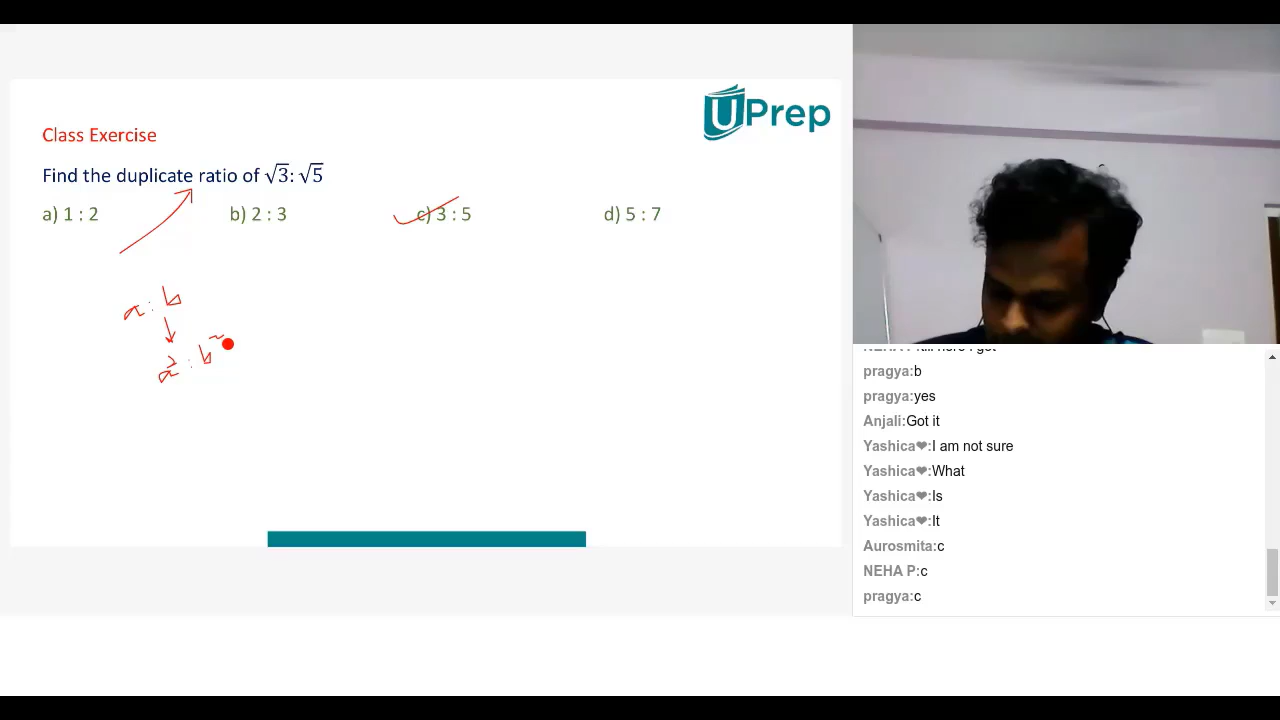 UPrep
Class Exercise
Find the duplicate ratio of √3: √5
a) 1 : 2
b) 2 : 3
c) 3 : 5
d) 5 : 7
a : b
a² : b²
pragya:b
pragya:yes
Anjali:Got it
Yashica❤:I am not sure
Yashica❤:What
Yashica❤:Is
Yashica❤:It
Aurosmita:c
NEHA P:c
pragya:c